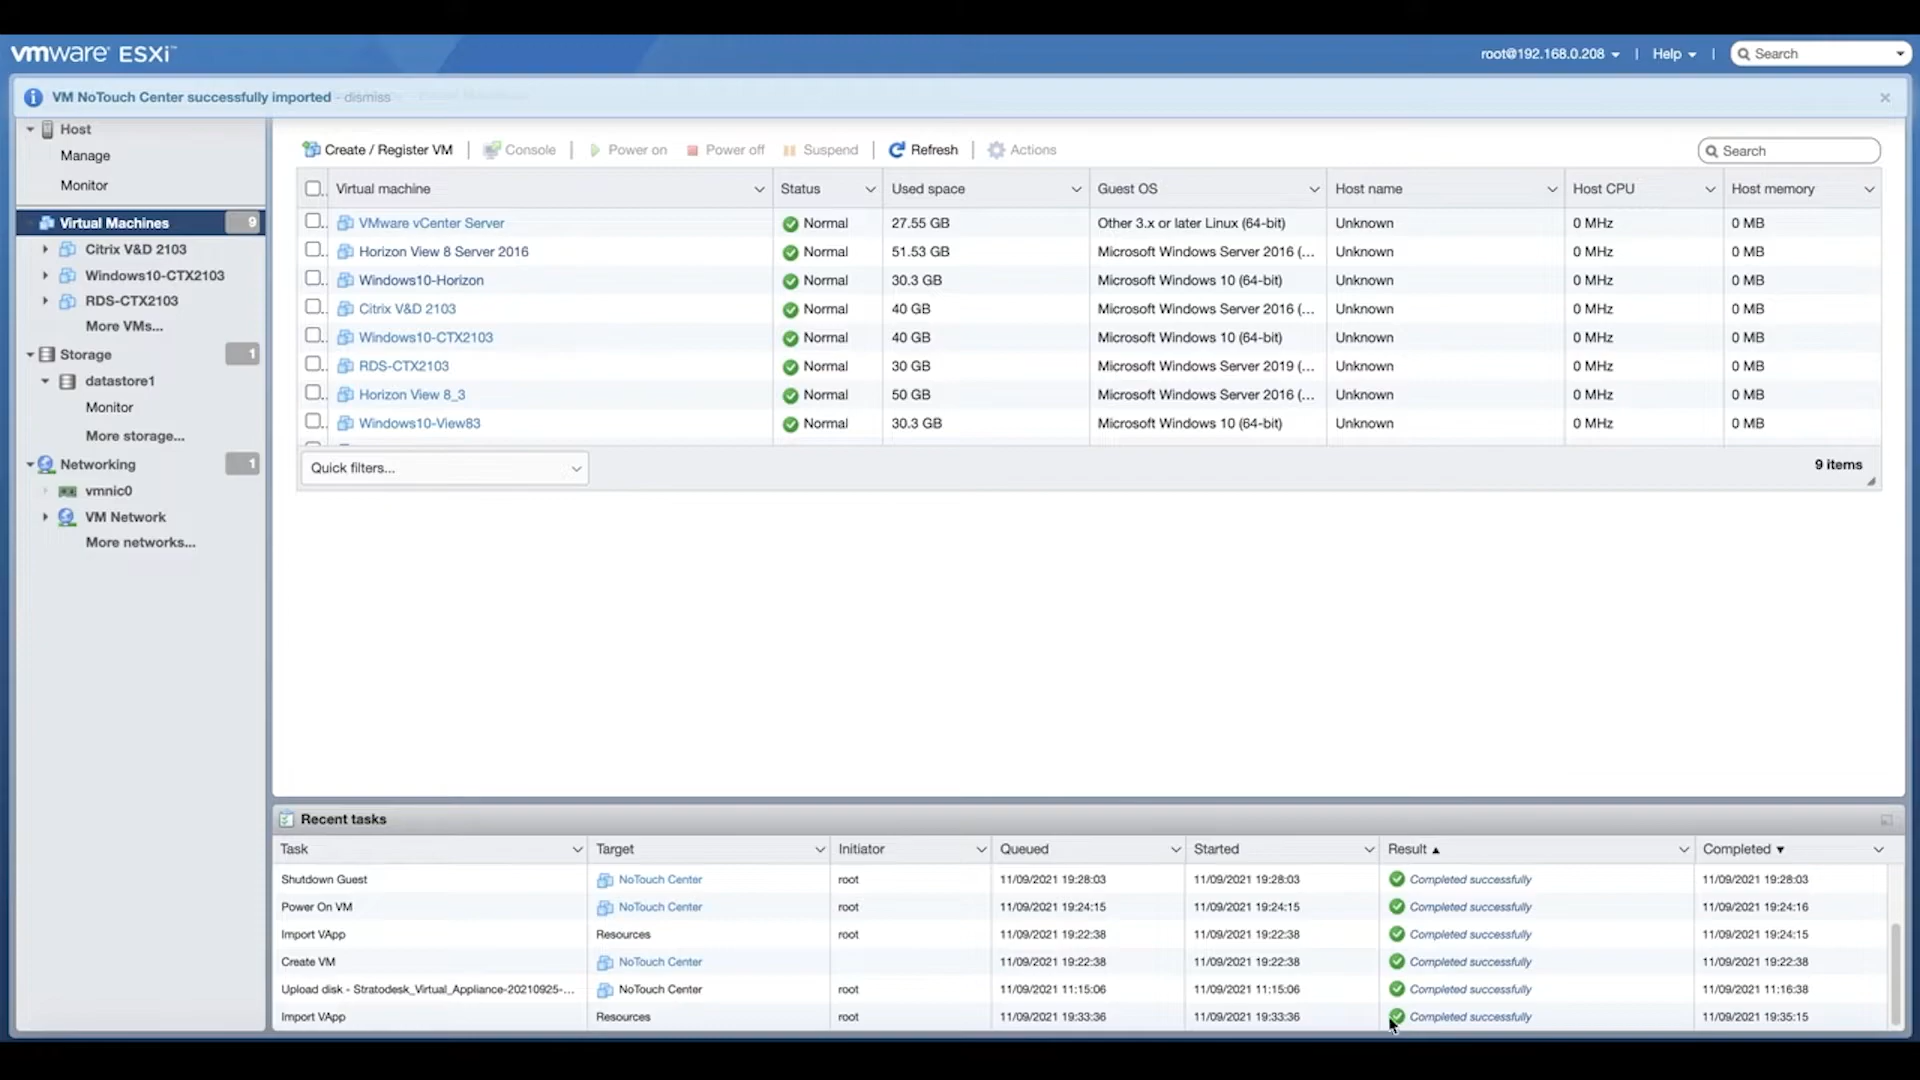 vmware ESXi™
root@192.168.0.208 | Help | Search
VM NoTouch Center successfully imported - dismiss
Host
Manage
Monitor
Virtual Machines 9
Citrix V&D 2103
Windows10-CTX2103
RDS-CTX2103
More VMs...
Storage 1
datastore1
Monitor
More storage...
Networking 1
vmnic0
VM Network
More networks...
Create / Register VM | Console | Power on Power off Suspend | Refresh | Actions Search
Virtual machine Status Used space Guest OS Host name Host CPU Host memory
VMware vCenter Server Normal 27.55 GB Other 3.x or later Linux (64-bit) Unknown 0 MHz 0 MB
Horizon View 8 Server 2016 Normal 51.53 GB Microsoft Windows Server 2016 (... Unknown 0 MHz 0 MB
Windows10-Horizon Normal 30.3 GB Microsoft Windows 10 (64-bit) Unknown 0 MHz 0 MB
Citrix V&D 2103 Normal 40 GB Microsoft Windows Server 2016 (... Unknown 0 MHz 0 MB
Windows10-CTX2103 Normal 40 GB Microsoft Windows 10 (64-bit) Unknown 0 MHz 0 MB
RDS-CTX2103 Normal 30 GB Microsoft Windows Server 2019 (... Unknown 0 MHz 0 MB
Horizon View 8_3 Normal 50 GB Microsoft Windows Server 2016 (... Unknown 0 MHz 0 MB
Windows10-View83 Normal 30.3 GB Microsoft Windows 10 (64-bit) Unknown 0 MHz 0 MB
Quick filters... 9 items
Recent tasks
Task Target Initiator Queued Started Result ▲ Completed ▼
Shutdown Guest NoTouch Center root 11/09/2021 19:28:03 11/09/2021 19:28:03 Completed successfully 11/09/2021 19:28:03
Power On VM NoTouch Center root 11/09/2021 19:24:15 11/09/2021 19:24:15 Completed successfully 11/09/2021 19:24:16
Import VApp Resources root 11/09/2021 19:22:38 11/09/2021 19:22:38 Completed successfully 11/09/2021 19:24:15
Create VM NoTouch Center 11/09/2021 19:22:38 11/09/2021 19:22:38 Completed successfully 11/09/2021 19:22:38
Upload disk - Stratodesk_Virtual_Appliance-20210925-... NoTouch Center root 11/09/2021 11:15:06 11/09/2021 11:15:06 Completed successfully 11/09/2021 11:16:38
Import VApp Resources root 11/09/2021 19:33:36 11/09/2021 19:33:36 Completed successfully 11/09/2021 19:35:15